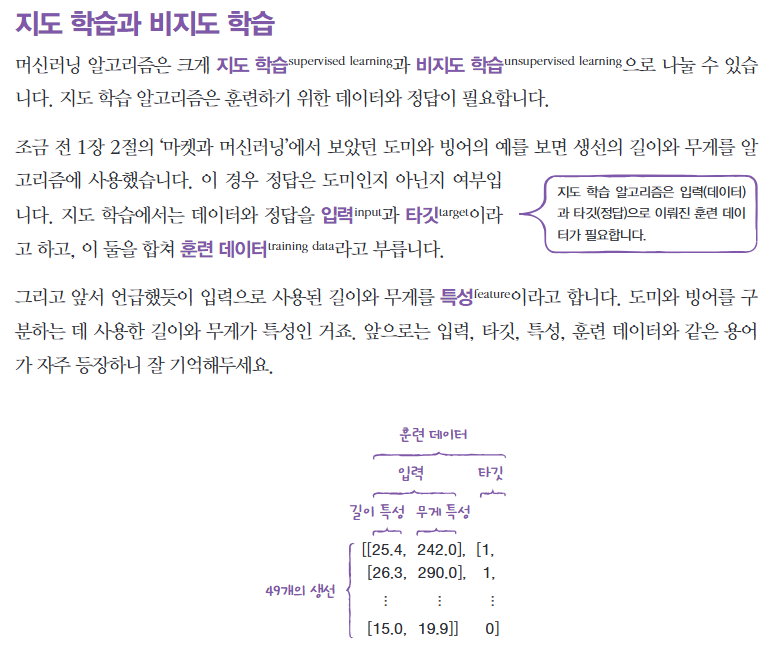 지도 학습과 비지도 학습
머신러닝 알고리즘은 크게 지도 학습supervised learning과 비지도 학습unsupervised learning으로 나눌 수 있습
니다. 지도 학습 알고리즘은 훈련하기 위한 데이터와 정답이 필요합니다.
조금 전 1장 2절의 ‘마켓과 머신러닝’에서 보았던 도미와 빙어의 예를 보면 생선의 길이와 무게를 알
고리즘에 사용했습니다. 이 경우 정답은 도미인지 아닌지 여부입
니다. 지도 학습에서는 데이터와 정답을 입력input과 타깃target이라
고 하고, 이 둘을 합쳐 훈련 데이터training data라고 부릅니다.
지도 학습 알고리즘은 입력(데이터)
과 타깃(정답)으로 이뤄진 훈련 데이
터가 필요합니다.
그리고 앞서 언급했듯이 입력으로 사용된 길이와 무게를 특성feature이라고 합니다. 도미와 빙어를 구
분하는 데 사용한 길이와 무게가 특성인 거죠. 앞으로는 입력, 타깃, 특성, 훈련 데이터와 같은 용어
가 자주 등장하니 잘 기억해두세요.
훈련 데이터
입력 타깃
길이 특성 무게 특성
[[25.4, 242.0], [1,
[26.3, 290.0], 1,
49개의 생선
⋮ ⋮ ⋮
[15.0, 19.9]] 0]